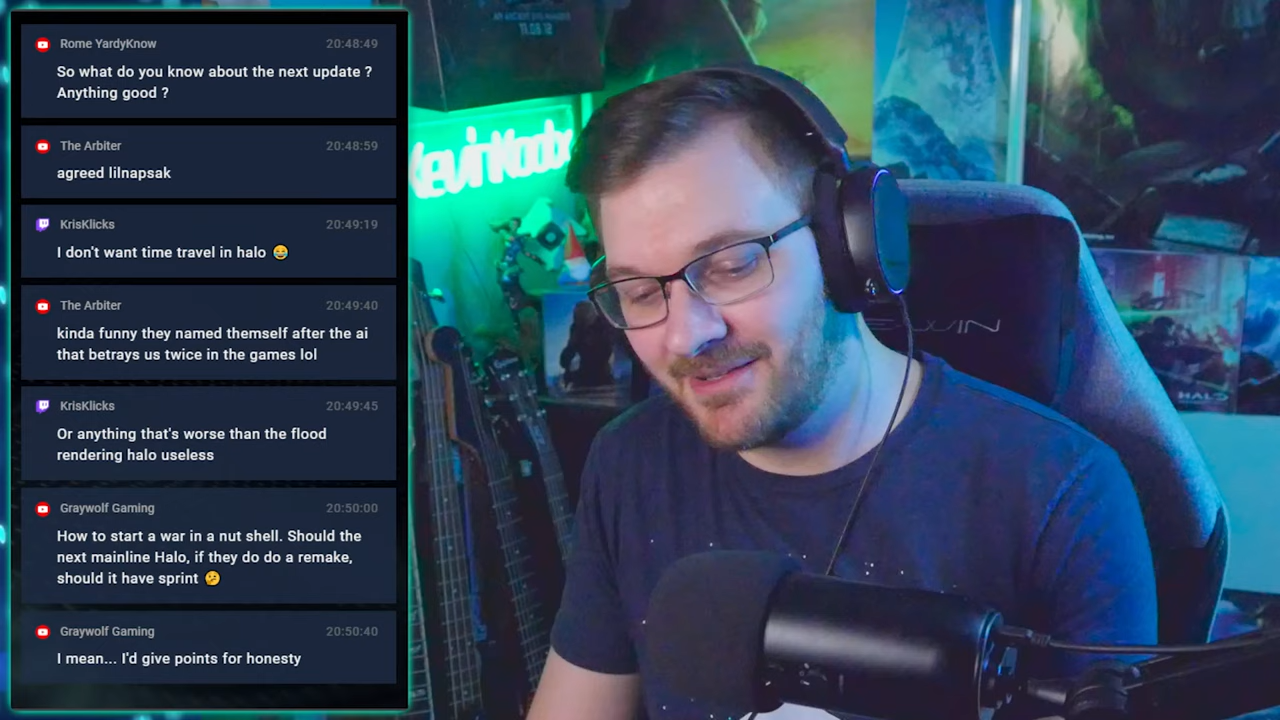 Rome YardyKnow 20:48:49
So what do you know about the next update ?
Anything good ?
The Arbiter 20:48:59
agreed lilnapsak
KrisKlicks 20:49:19
I don't want time travel in halo 😂
The Arbiter 20:49:40
kinda funny they named themself after the ai
that betrays us twice in the games lol
KrisKlicks 20:49:45
Or anything that's worse than the flood
rendering halo useless
Graywolf Gaming 20:50:00
How to start a war in a nut shell. Should the
next mainline Halo, if they do do a remake,
should it have sprint 🤔
Graywolf Gaming 20:50:40
I mean... I'd give points for honesty
KevinKoolx
HALO